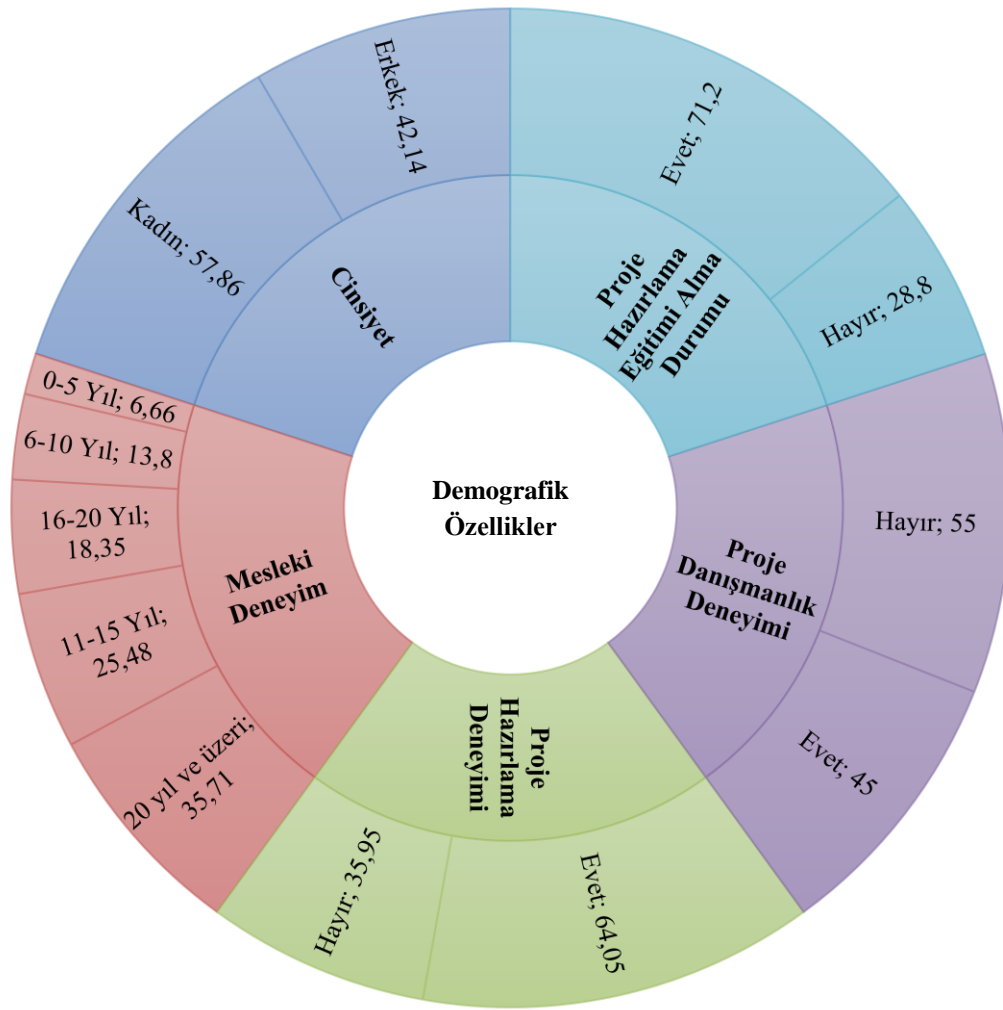 Demografik
Özellikler
Proje
Hazırlama
Eğitimi Alma
Durumu
Evet; 71,2
Hayır; 28,8
Proje
Danışmanlık
Deneyimi
Hayır; 55
Evet; 45
Proje
Hazırlama
Deneyimi
Evet; 64,05
Hayır; 35,95
Mesleki
Deneyim
20 yıl ve üzeri;
35,71
11-15 Yıl;
25,48
16-20 Yıl;
18,35
6-10 Yıl; 13,8
0-5 Yıl; 6,66
Cinsiyet
Kadın; 57,86
Erkek; 42,14